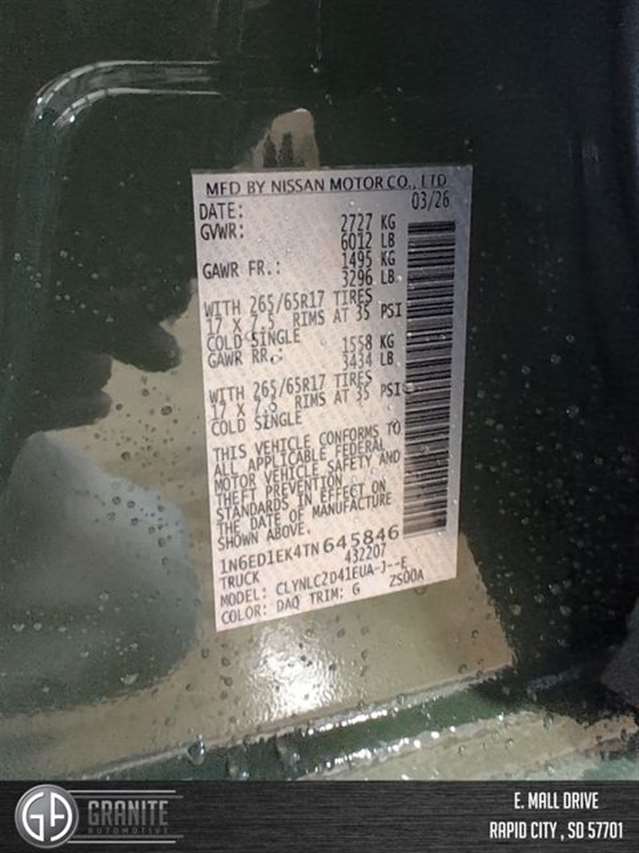 MFD BY NISSAN MOTOR CO., LTD
DATE: 03/26
GVWR: 2727 KG
6012 LB
GAWR FR.: 1495 KG
3296 LB
WITH 265/65R17 TIRES
17 X 7.5 RIMS AT 35 PSI
COLD SINGLE
GAWR RR.: 1558 KG
3434 LB
WITH 265/65R17 TIRES
17 X 7.5 RIMS AT 35 PSI
COLD SINGLE
THIS VEHICLE CONFORMS TO
ALL APPLICABLE FEDERAL
MOTOR VEHICLE SAFETY AND
THEFT PREVENTION
STANDARDS IN EFFECT ON
THE DATE OF MANUFACTURE
SHOWN ABOVE.
1N6ED1EK4TN645846
TRUCK 432207
MODEL: CLYNLC2D41EUA-J--E
COLOR: DAQ TRIM: G ZS00A
GA GRANITE
AUTOMOTIVE
E. MALL DRIVE
RAPID CITY , SD 57701